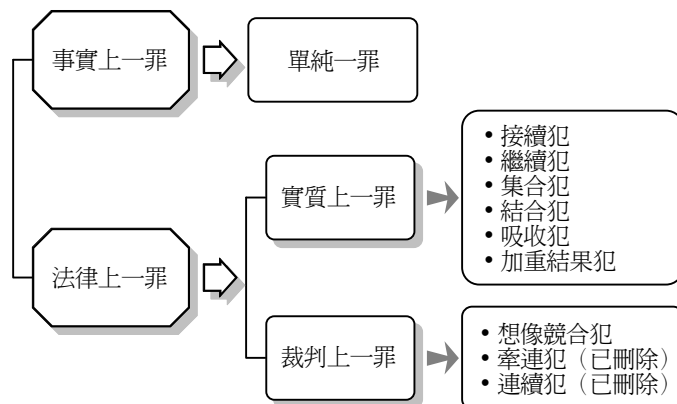 事實上一罪
單純一罪
法律上一罪
實質上一罪
• 接續犯
• 繼續犯
• 集合犯
• 結合犯
• 吸收犯
• 加重結果犯
裁判上一罪
• 想像競合犯
• 牽連犯（已刪除）
• 連續犯（已刪除）